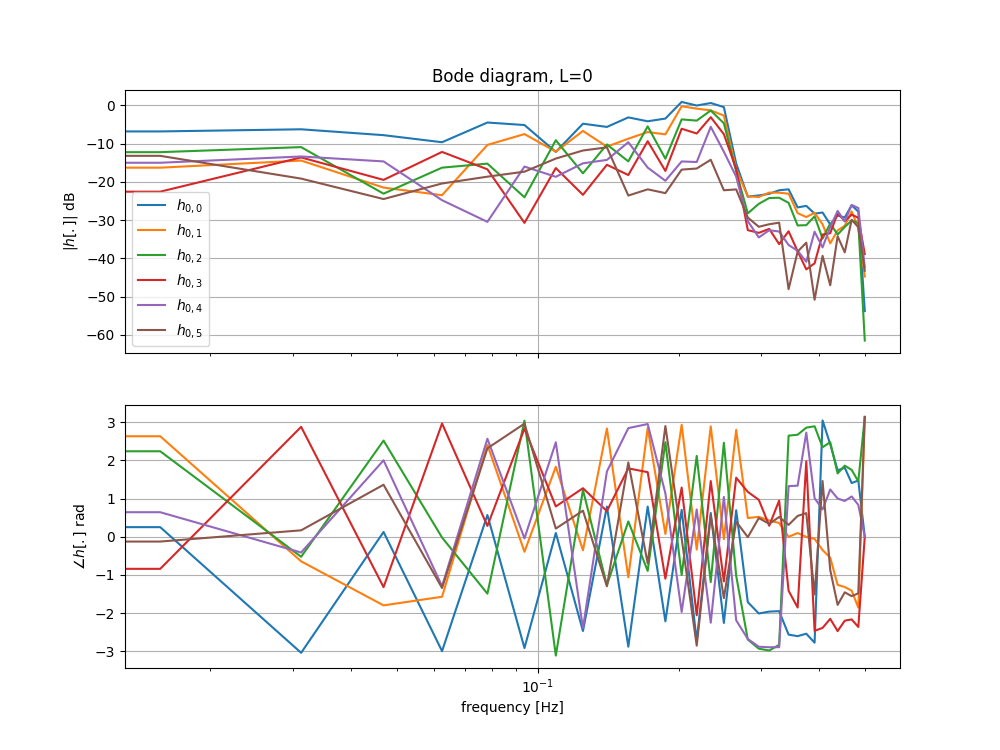 Bode diagram, L=0
|h[.]| dB
0
−10
−20
−30
−40
−50
−60
h0,0
h0,1
h0,2
h0,3
h0,4
h0,5
∠h[.] rad
3
2
1
0
−1
−2
−3
10−1
frequency [Hz]